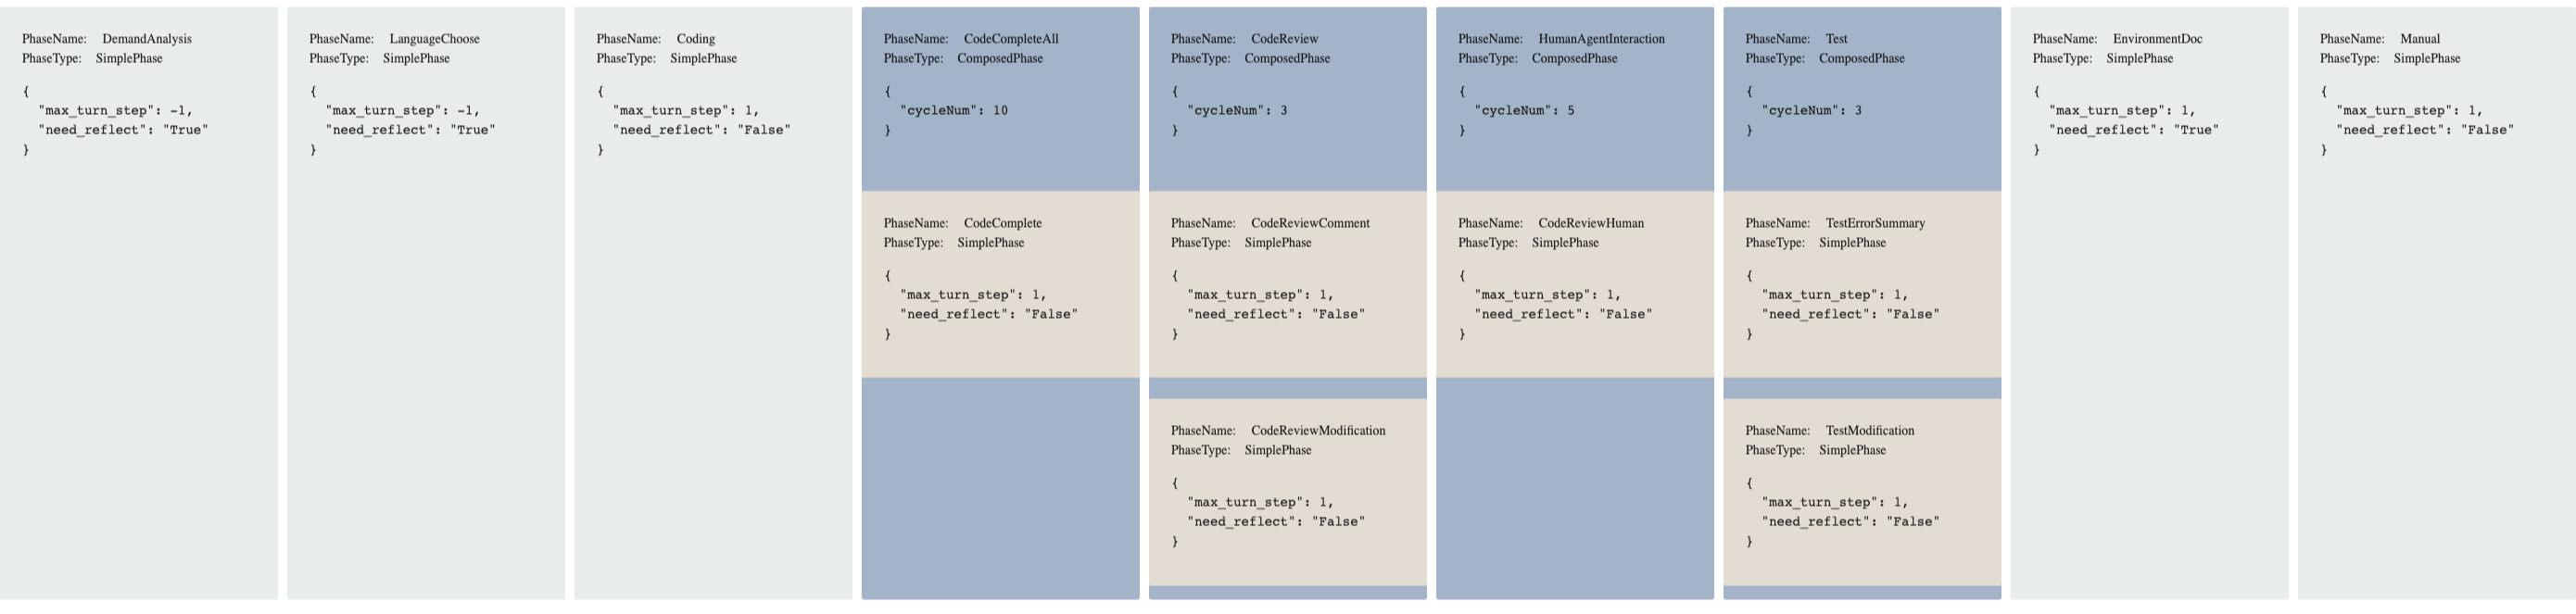 PhaseName: DemandAnalysis
PhaseType: SimplePhase
{
"max_turn_step": -1,
"need_reflect": "True"
}
PhaseName: LanguageChoose
PhaseType: SimplePhase
{
"max_turn_step": -1,
"need_reflect": "True"
}
PhaseName: Coding
PhaseType: SimplePhase
{
"max_turn_step": 1,
"need_reflect": "False"
}
PhaseName: CodeCompleteAll
PhaseType: ComposedPhase
{
"cycleNum": 10
}
PhaseName: CodeComplete
PhaseType: SimplePhase
{
"max_turn_step": 1,
"need_reflect": "False"
}
PhaseName: CodeReview
PhaseType: ComposedPhase
{
"cycleNum": 3
}
PhaseName: CodeReviewComment
PhaseType: SimplePhase
{
"max_turn_step": 1,
"need_reflect": "False"
}
PhaseName: CodeReviewModification
PhaseType: SimplePhase
{
"max_turn_step": 1,
"need_reflect": "False"
}
PhaseName: HumanAgentInteraction
PhaseType: ComposedPhase
{
"cycleNum": 5
}
PhaseName: CodeReviewHuman
PhaseType: SimplePhase
{
"max_turn_step": 1,
"need_reflect": "False"
}
PhaseName: Test
PhaseType: ComposedPhase
{
"cycleNum": 3
}
PhaseName: TestErrorSummary
PhaseType: SimplePhase
{
"max_turn_step": 1,
"need_reflect": "False"
}
PhaseName: TestModification
PhaseType: SimplePhase
{
"max_turn_step": 1,
"need_reflect": "False"
}
PhaseName: EnvironmentDoc
PhaseType: SimplePhase
{
"max_turn_step": 1,
"need_reflect": "True"
}
PhaseName: Manual
PhaseType: SimplePhase
{
"max_turn_step": 1,
"need_reflect": "False"
}